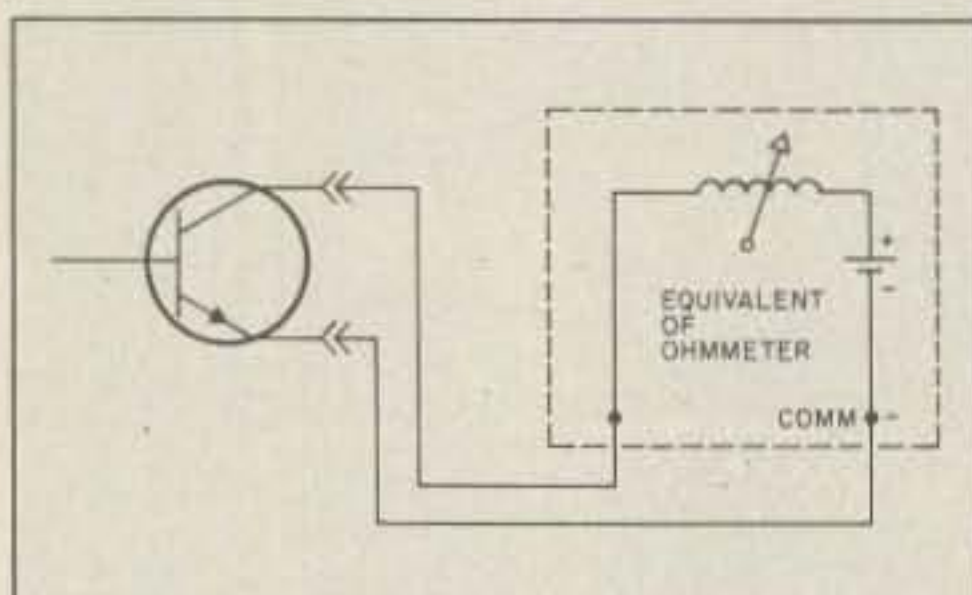 +
-
EQUIVALENT
OF
OHMMETER
COMM -